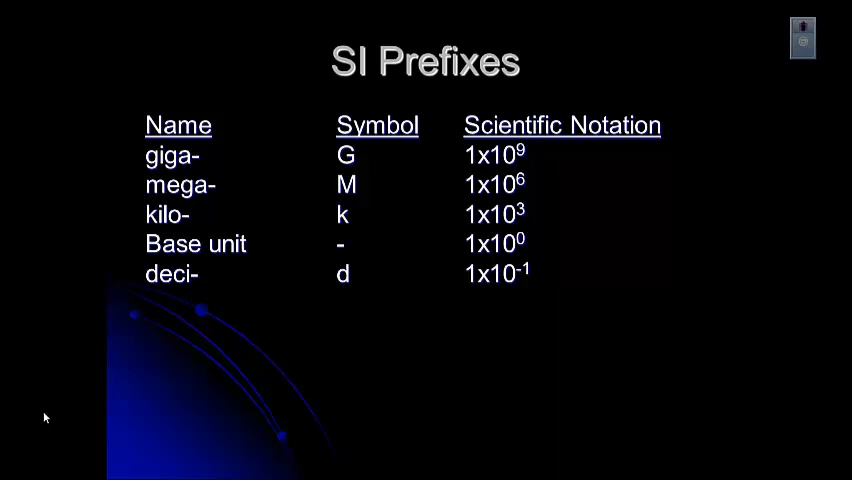 SI Prefixes
Name Symbol Scientific Notation
giga- G 1x10⁹
mega- M 1x10⁶
kilo- k 1x10³
Base unit - 1x10⁰
deci- d 1x10⁻¹